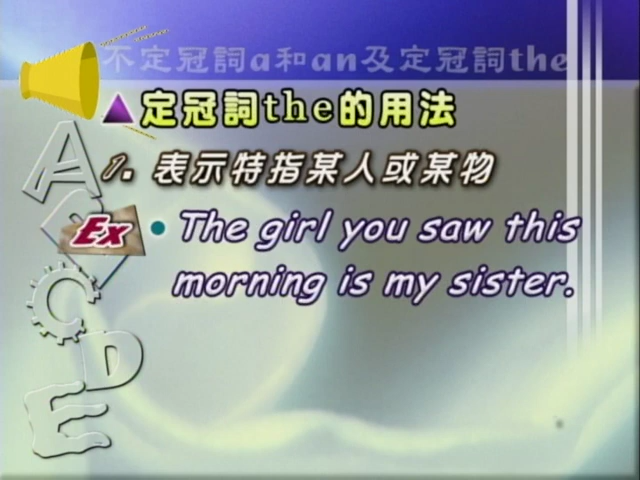 不定冠詞a和an及定冠詞the
▲定冠詞the的用法
1. 表示特指某人或某物
Ex • The girl you saw this
morning is my sister.
A
C
D
E